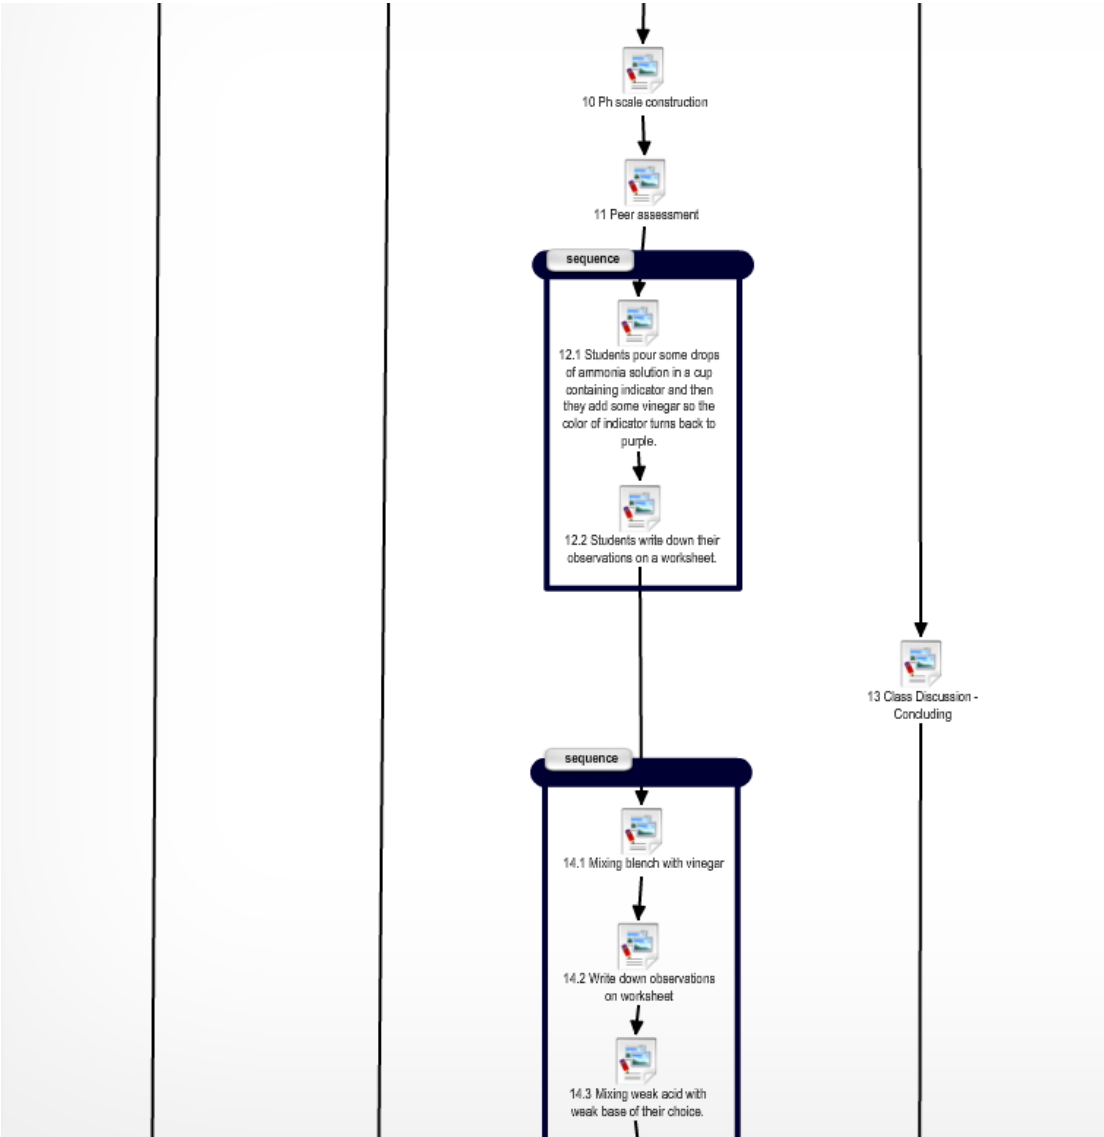 10 Ph scale construction
11 Peer assessment
sequence
12.1 Students pour some drops
of ammonia solution in a cup
containing indicator and then
they add some vinegar so the
color of indicator turns back to
purple.
12.2 Students write down their
observations on a worksheet.
13 Class Discussion -
Concluding
sequence
14.1 Mixing blench with vinegar
14.2 Write down observations
on worksheet
14.3 Mixing weak acid with
weak base of their choice.